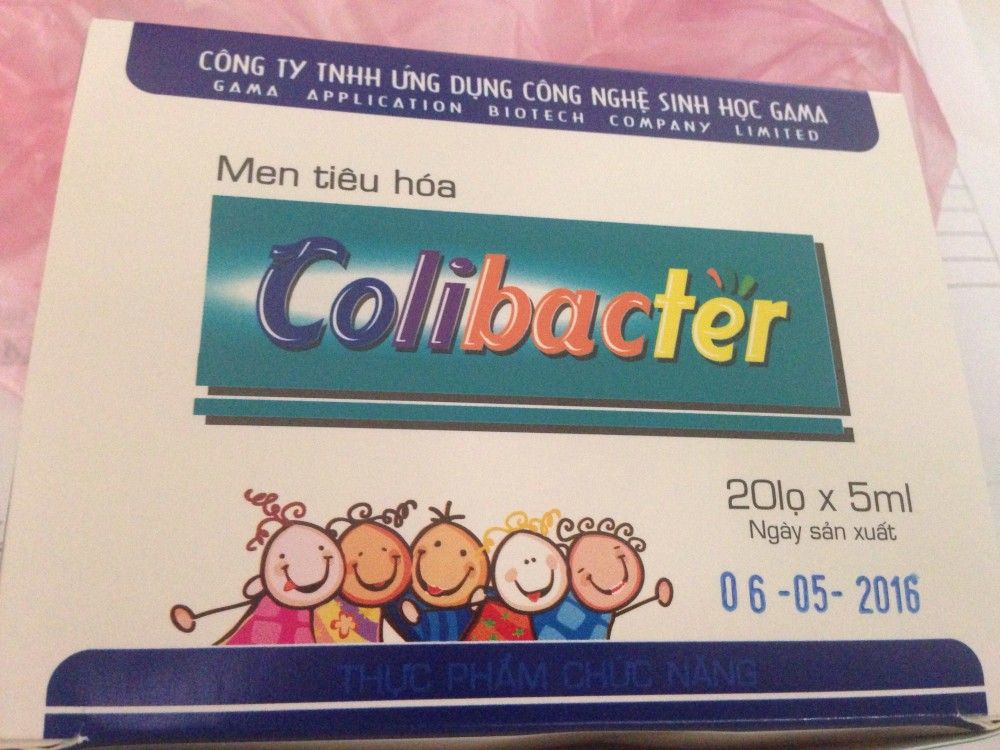 CÔNG TY TNHH ỨNG DỤNG CÔNG NGHỆ SINH HỌC GAMA
GAMA APPLICATION BIOTECH COMPANY LIMITED
Men tiêu hóa
Colibacter
20lọ x 5ml
Ngày sản xuất
06-05-2016
THỰC PHẨM CHỨC NĂNG